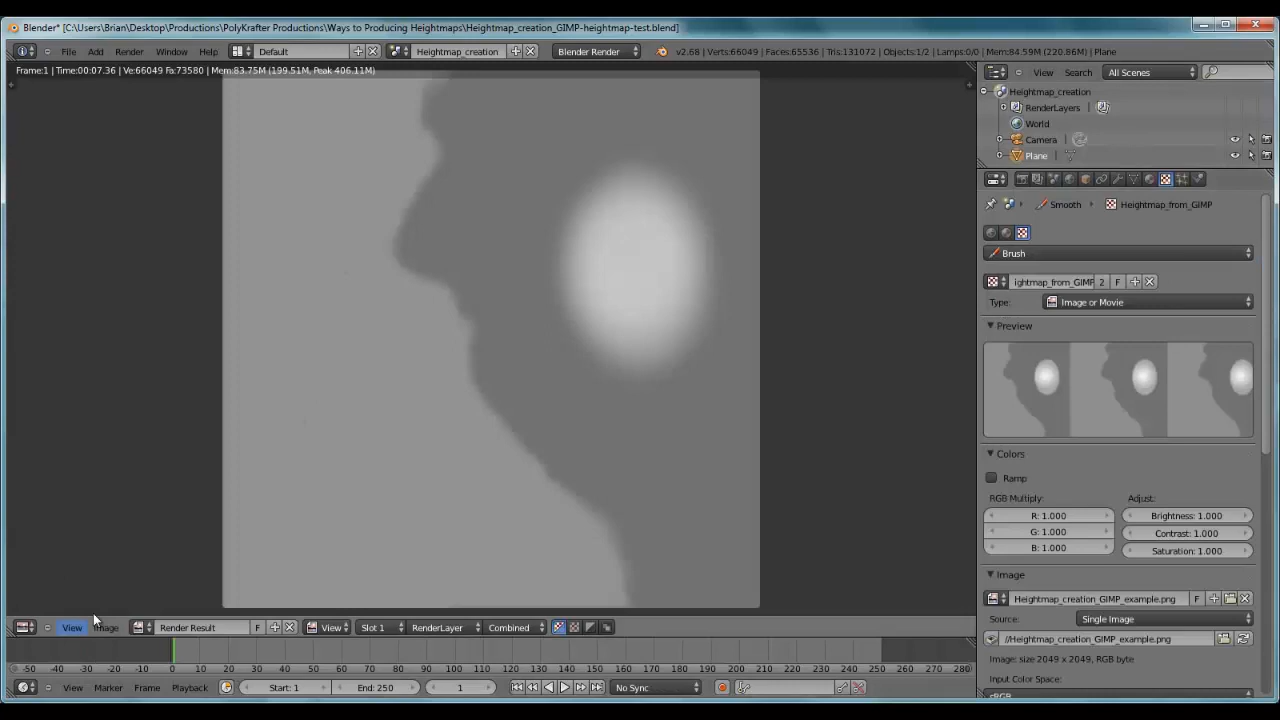 Blender* [C:\Users\Brian\Desktop\Productions\PolyKrafter Productions\Ways to Producing Heightmaps\Heightmap_creation_GIMP-heightmap-test.blend]
File Add Render Window Help Default Heightmap_creation Blender Render v2.68 | Verts:66049 | Faces:65536 | Tris:131072 | Objects:1/2 | Lamps:0/0 | Mem:84.59M (220.86M) | Plane
Frame:1 | Time:00:07.36 | Ve:66049 Fa:73580 | Mem:83.75M (199.51M, Peak 406.11M)
View Search All Scenes
Heightmap_creation
RenderLayers
World
Camera
Plane
Smooth Heightmap_from_GIMP
Brush
ightmap_from_GIMP 2 F
Type: Image or Movie
Preview
Colors
Ramp
RGB Multiply: Adjust:
R: 1.000 Brightness: 1.000
G: 1.000 Contrast: 1.000
B: 1.000 Saturation: 1.000
Image
Heightmap_creation_GIMP_example.png F
Source: Single Image
//Heightmap_creation_GIMP_example.png
Image: size 2049 x 2049, RGB byte
Input Color Space:
sRGB
View Image Render Result F View Slot 1 RenderLayer Combined
-50 -40 -30 -20 -10 0 10 20 30 40 50 60 70 80 90 100 110 120 130 140 150 160 170 180 190 200 210 220 230 240 250 260 270 280
View Marker Frame Playback Start: 1 End: 250 1 No Sync